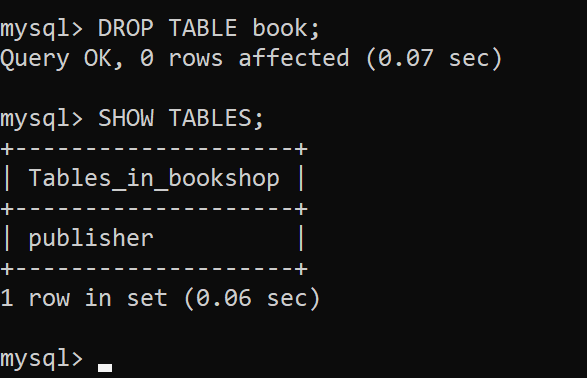 mysql> DROP TABLE book;
Query OK, 0 rows affected (0.07 sec)
mysql> SHOW TABLES;
+--------------------+
| Tables_in_bookshop |
+--------------------+
| publisher          |
+--------------------+
1 row in set (0.06 sec)
mysql>